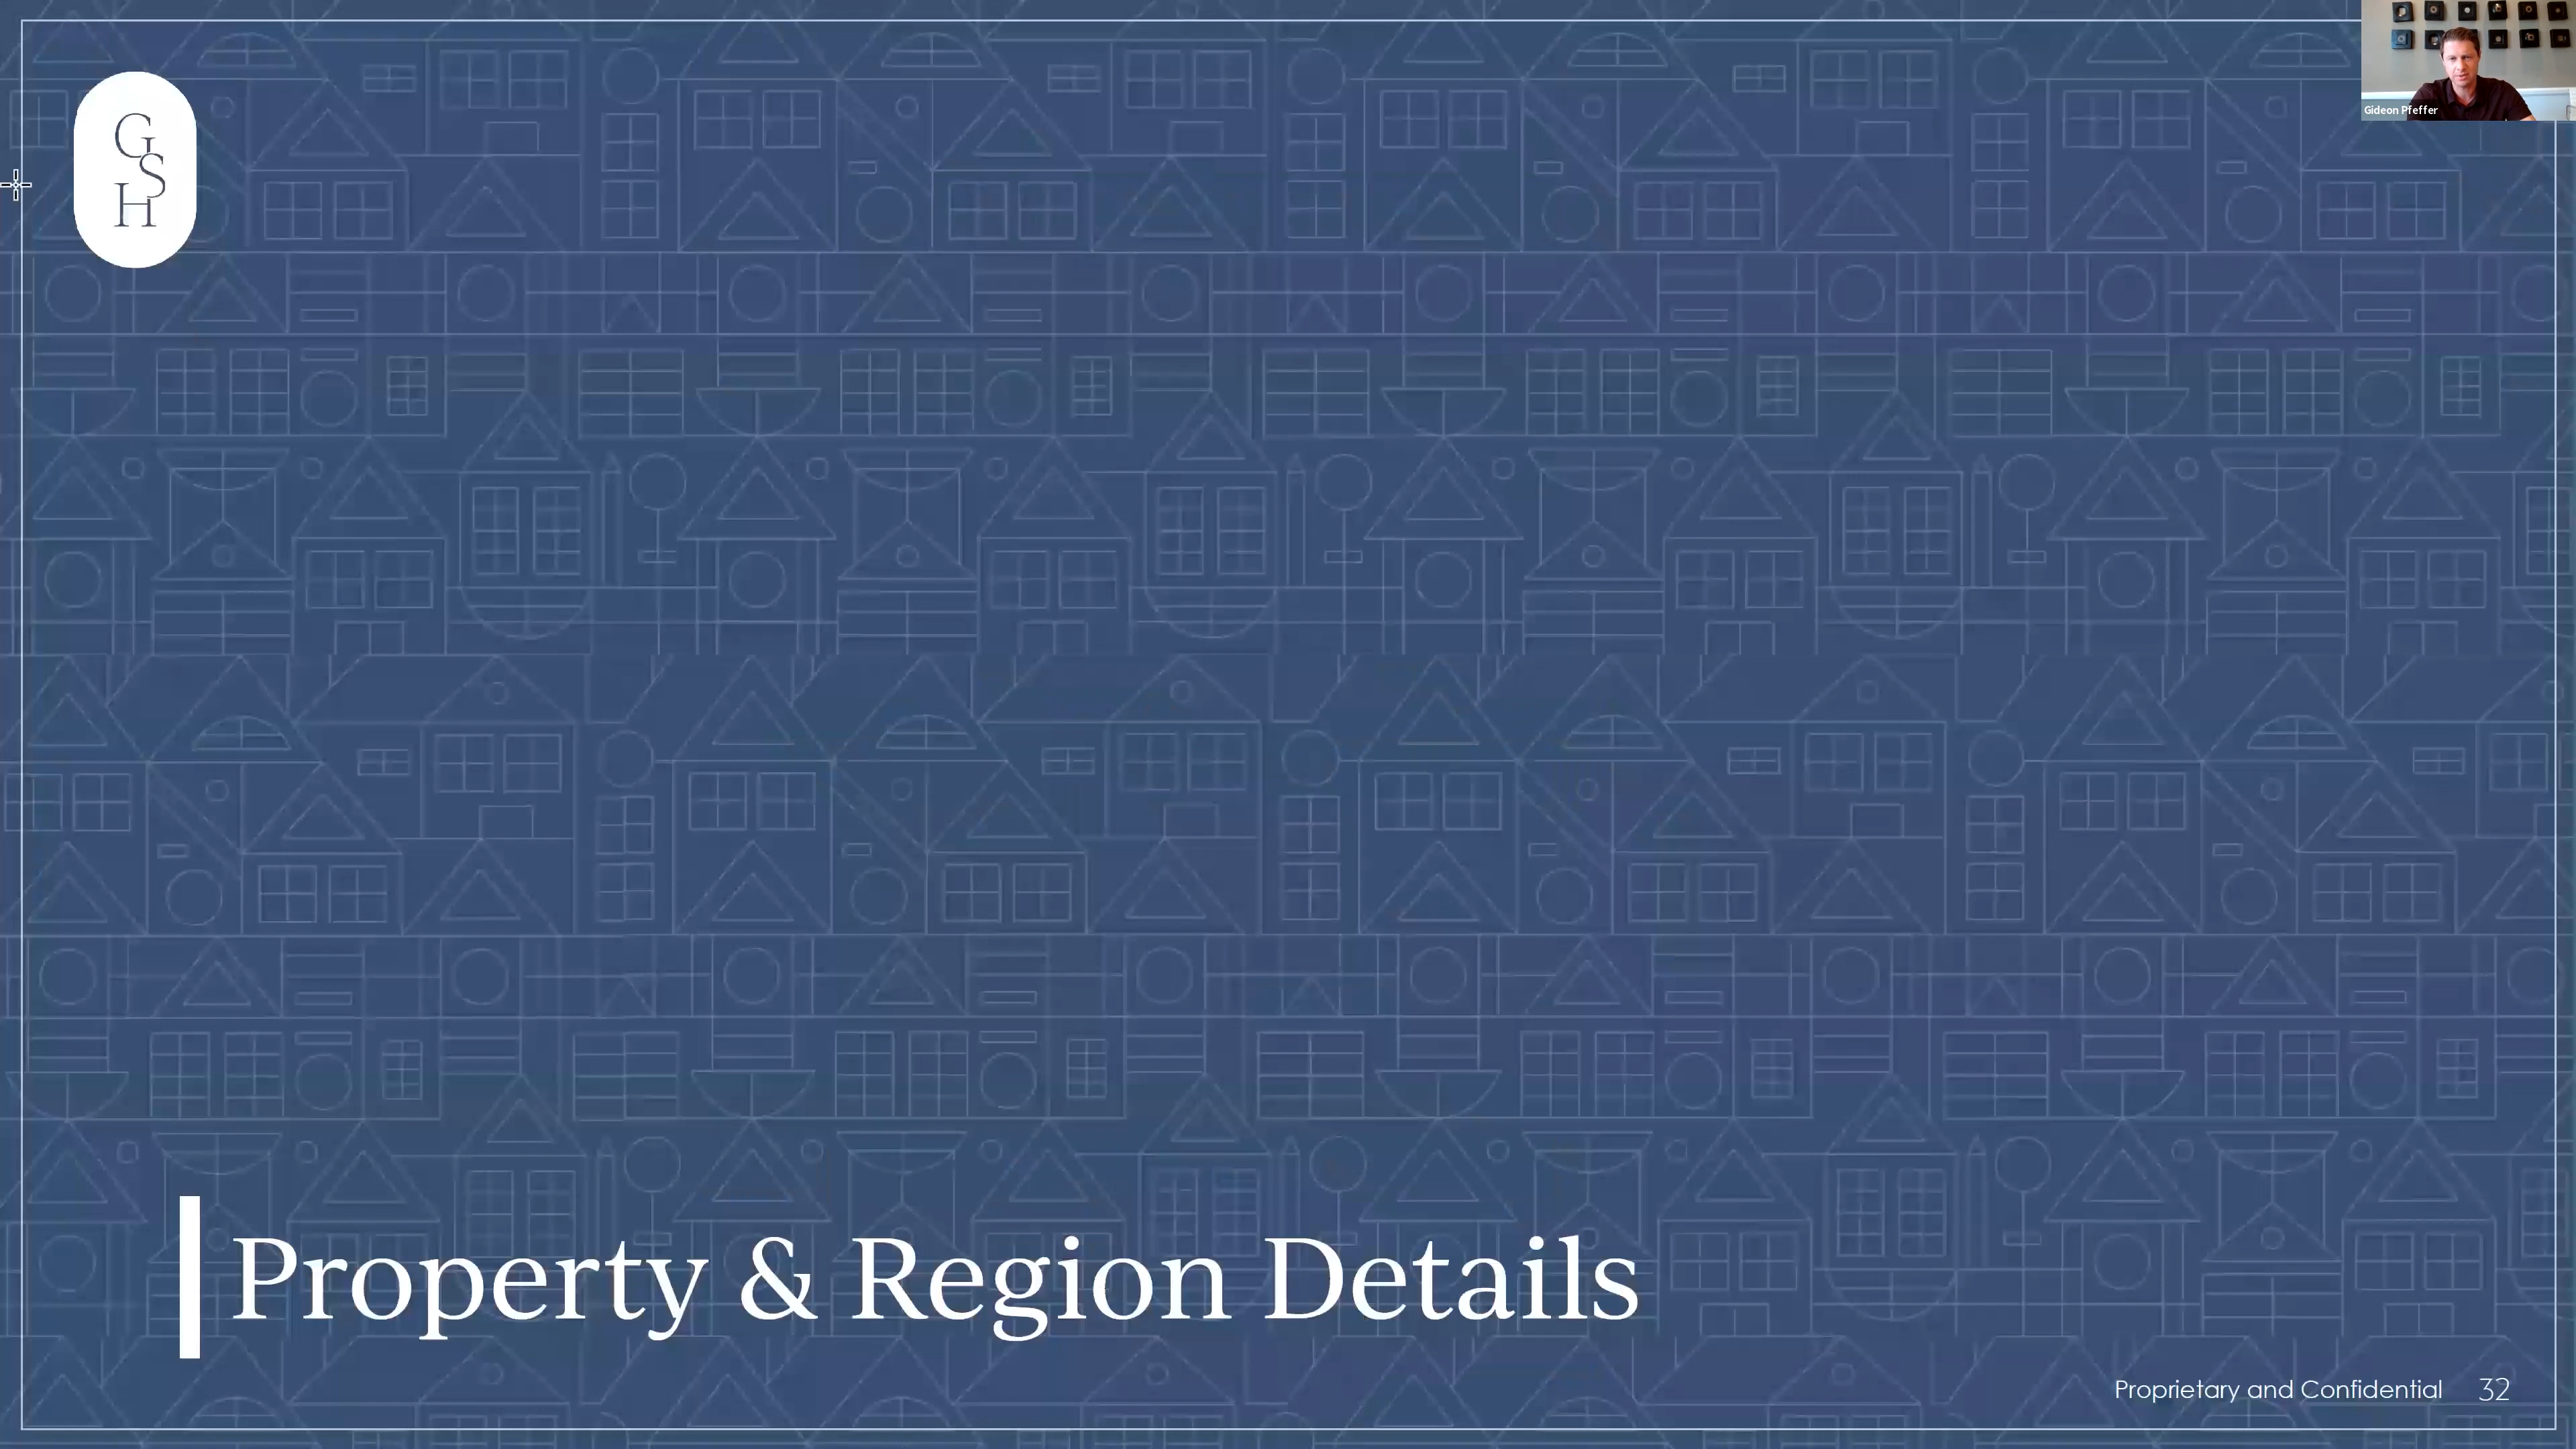 Gideon Pfeffer
G
S
H
Property & Region Details
Proprietary and Confidential 32